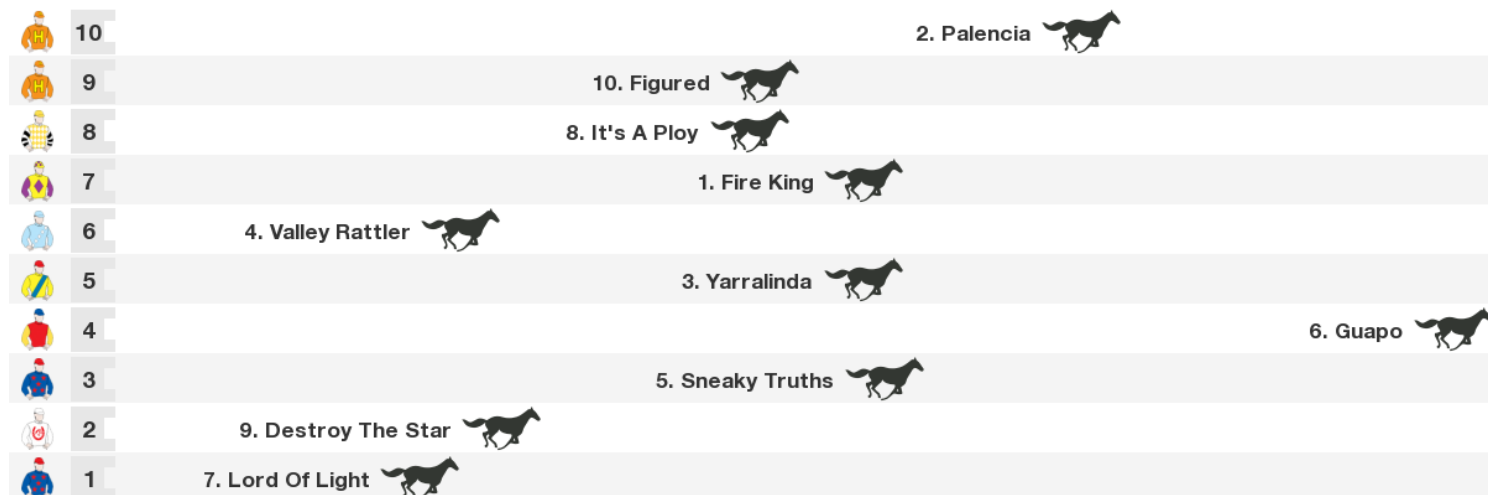 10 2. Palencia
9 10. Figured
8 8. It's A Ploy
7 1. Fire King
6 4. Valley Rattler
5 3. Yarralinda
4 6. Guapo
3 5. Sneaky Truths
2 9. Destroy The Star
1 7. Lord Of Light